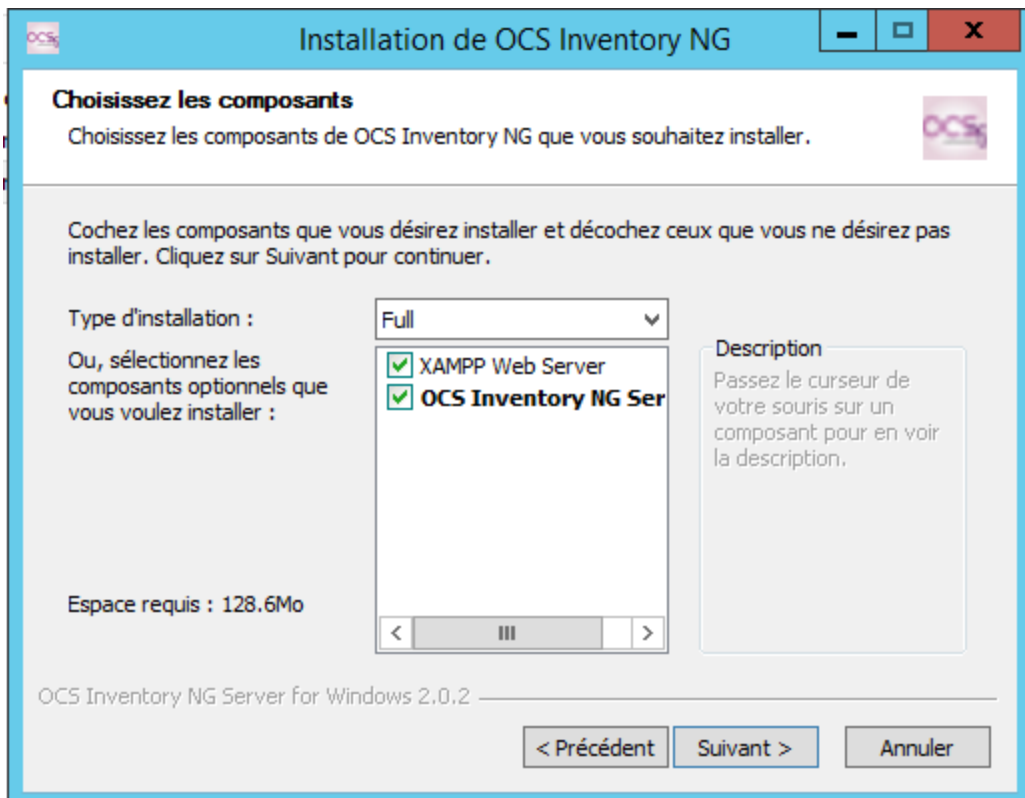 OCSg
Installation de OCS Inventory NG
Choisissez les composants
Choisissez les composants de OCS Inventory NG que vous souhaitez installer.
OCSg
Cochez les composants que vous désirez installer et décochez ceux que vous ne désirez pas
installer. Cliquez sur Suivant pour continuer.
Type d'installation :
Full
Ou, sélectionnez les
composants optionnels que
vous voulez installer :
XAMPP Web Server
OCS Inventory NG Ser
Description
Passez le curseur de
votre souris sur un
composant pour en voir
la description.
Espace requis : 128.6Mo
OCS Inventory NG Server for Windows 2.0.2
< Précédent
Suivant >
Annuler